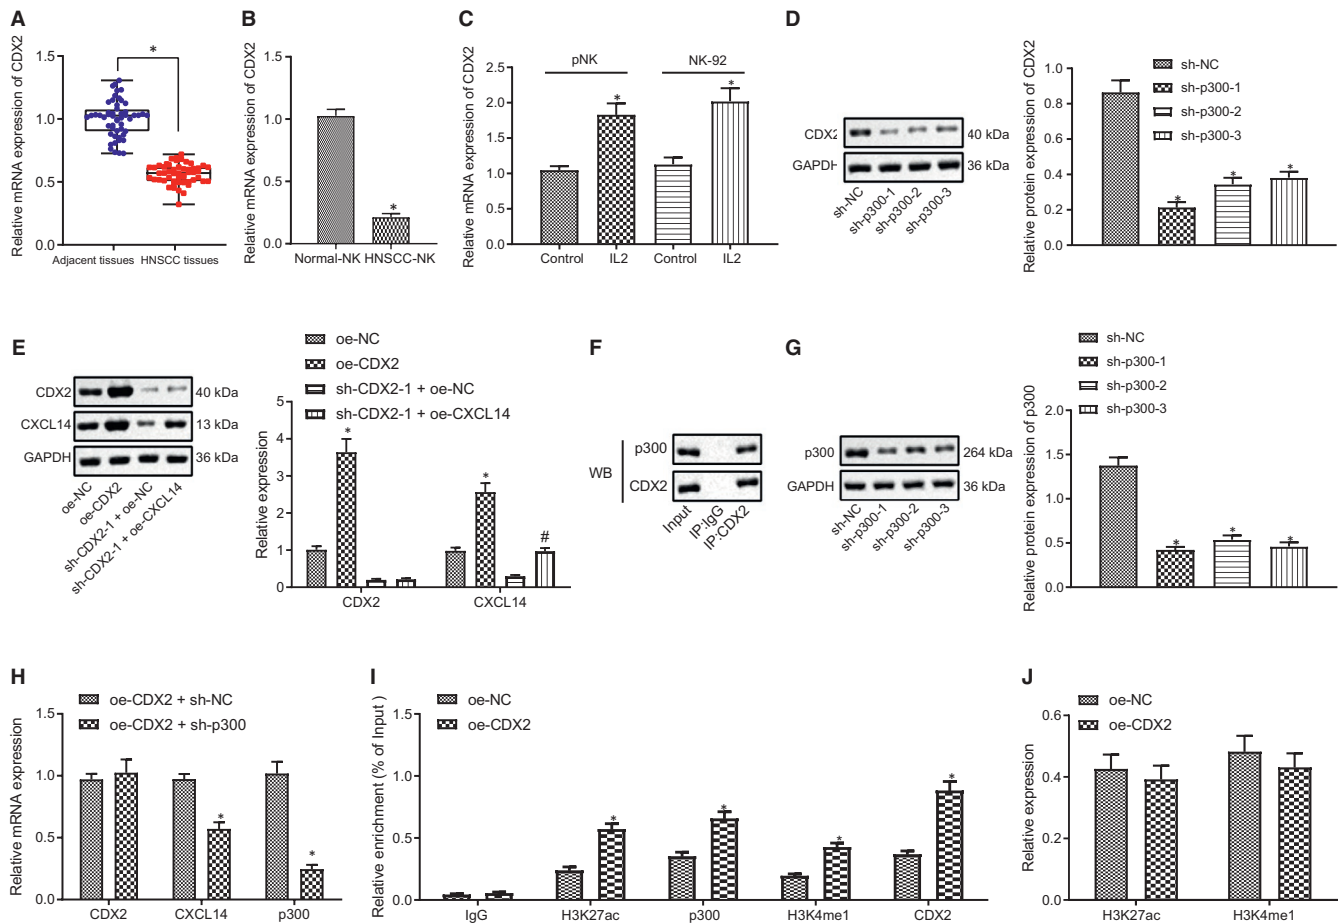 A
Relative mRNA expression of CDX2
1.5
1.0
0.5
0.0
*
Adjacent tissues
HNSCC tissues
B
Relative mRNA expression of CDX2
1.5
1.0
0.5
0.0
*
Normal-NK
HNSCC-NK
C
Relative mRNA expression of CDX2
2.5
2.0
1.5
1.0
0.5
0.0
pNK
NK-92
*
*
Control
IL2
Control
IL2
D
CDX2
40 kDa
GAPDH
36 kDa
sh-NC
sh-p300-1
sh-p300-2
sh-p300-3
Relative protein expression of CDX2
1.0
0.8
0.6
0.4
0.2
0.0
sh-NC
sh-p300-1
sh-p300-2
sh-p300-3
*
*
*
E
CDX2
40 kDa
CXCL14
13 kDa
GAPDH
36 kDa
oe-NC
oe-CDX2
sh-CDX2-1 + oe-NC
sh-CDX2-1 + oe-CXCL14
oe-NC
oe-CDX2
sh-CDX2-1 + oe-NC
sh-CDX2-1 + oe-CXCL14
Relative expression
5
4
3
2
1
0
*
*
#
CDX2
CXCL14
F
WB
p300
CDX2
Input
IP:IgG
IP:CDX2
G
p300
264 kDa
GAPDH
36 kDa
sh-NC
sh-p300-1
sh-p300-2
sh-p300-3
sh-NC
sh-p300-1
sh-p300-2
sh-p300-3
Relative protein expression of p300
2.0
1.5
1.0
0.5
0.0
*
*
*
H
oe-CDX2 + sh-NC
oe-CDX2 + sh-p300
Relative mRNA expression
1.5
1.0
0.5
0.0
*
*
CDX2
CXCL14
p300
I
oe-NC
oe-CDX2
Relative enrichment (% of Input )
1.5
1.0
0.5
0.0
*
*
*
*
IgG
H3K27ac
p300
H3K4me1
CDX2
J
oe-NC
oe-CDX2
Relative expression
0.6
0.4
0.2
0.0
H3K27ac
H3K4me1